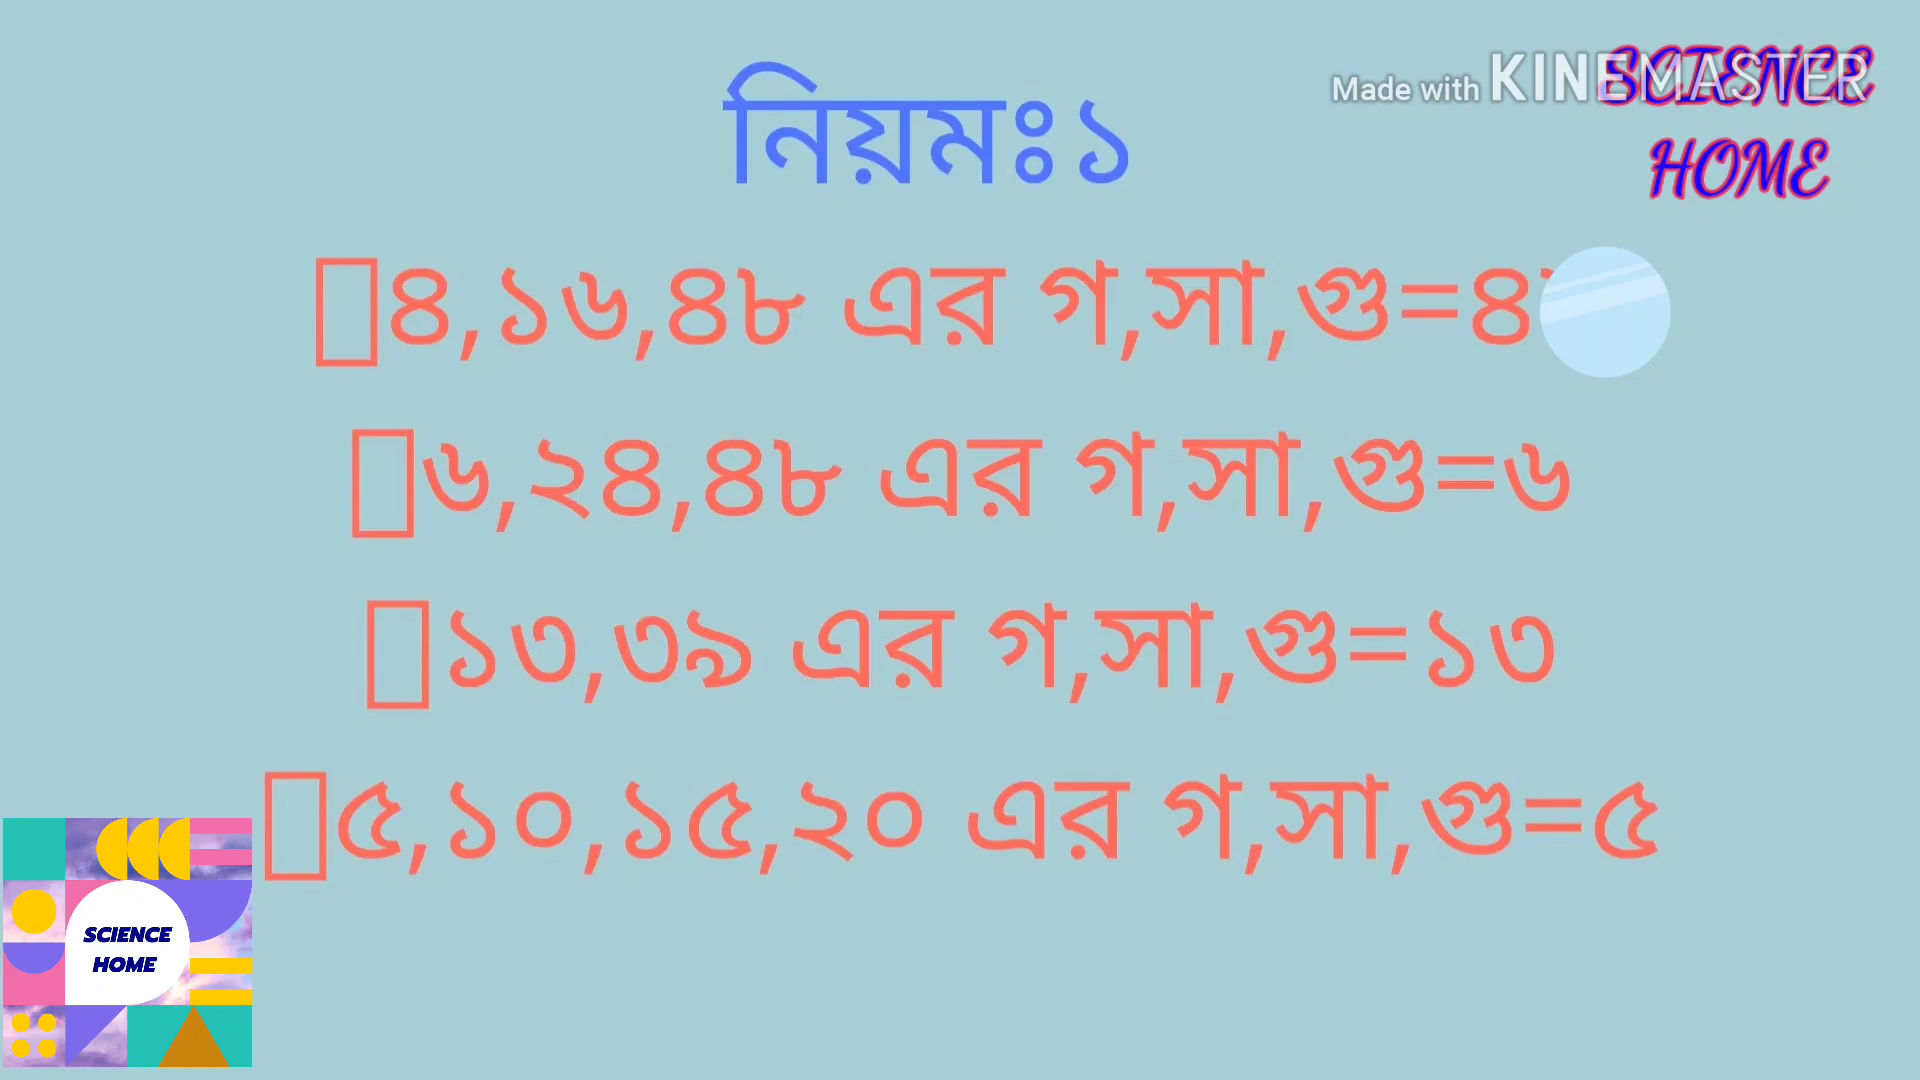 Made with KINEMASTER
SCIENCE
HOME
নিয়মঃ১
৪,১৬,৪৮ এর গ,সা,গু=৪
৬,২৪,৪৮ এর গ,সা,গু=৬
১৩,৩৯ এর গ,সা,গু=১৩
৫,১০,১৫,২০ এর গ,সা,গু=৫
SCIENCE
HOME